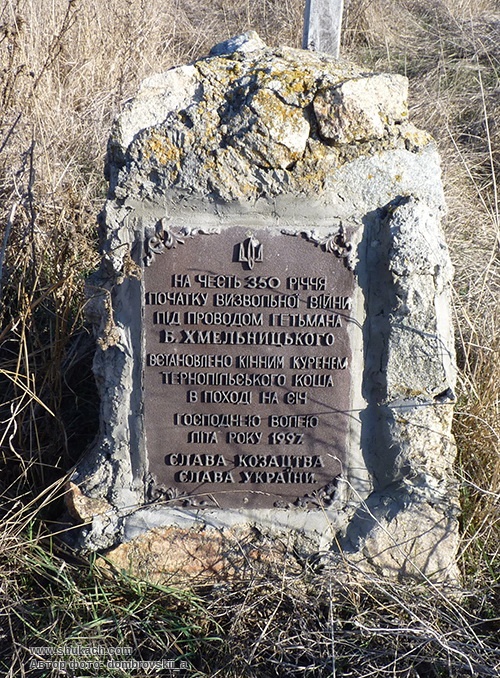 НА ЧЕСТЬ 350 РІЧЧЯ
ПОЧАТКУ ВИЗВОЛЬНОЇ ВІЙНИ
ПІД ПРОВОДОМ ГЕТЬМАНА
Б. ХМЕЛЬНИЦЬКОГО
ВСТАНОВЛЕНО КІННИМ КУРЕНЕМ
ТЕРНОПІЛЬСЬКОГО КОША
В ПОХОДІ НА СІЧ
ГОСПОДНЕЮ ВОЛЕЮ
ЛІТА РОКУ 1997
СЛАВА КОЗАЦТВА
СЛАВА УКРАЇНИ.
www.shukach.com
Автор фото: dombrovskii_a